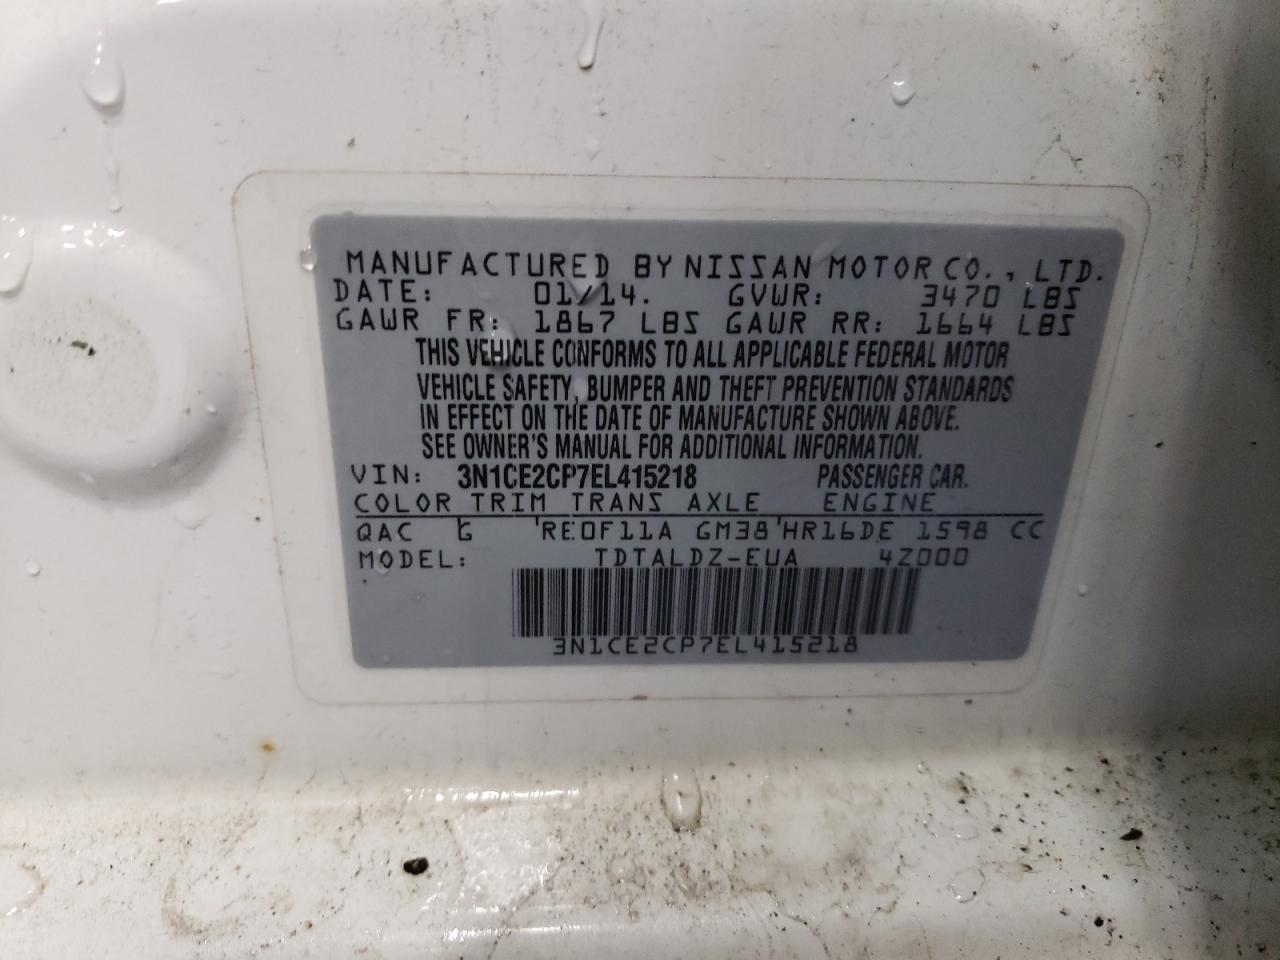 MANUFACTURED BY NISSAN MOTOR CO., LTD.
DATE: 01/14. GVWR: 3470 LBS
GAWR FR: 1867 LBS GAWR RR: 1664 LBS
THIS VEHICLE CONFORMS TO ALL APPLICABLE FEDERAL MOTOR
VEHICLE SAFETY, BUMPER AND THEFT PREVENTION STANDARDS
IN EFFECT ON THE DATE OF MANUFACTURE SHOWN ABOVE.
SEE OWNER'S MANUAL FOR ADDITIONAL INFORMATION.
VIN: 3N1CE2CP7EL415218 PASSENGER CAR.
COLOR TRIM TRANS AXLE ENGINE
QAC G RE0F11A GM38 HR16DE 1598 CC
MODEL: TDTALDZ-EUA 4Z000
3N1CE2CP7EL415218